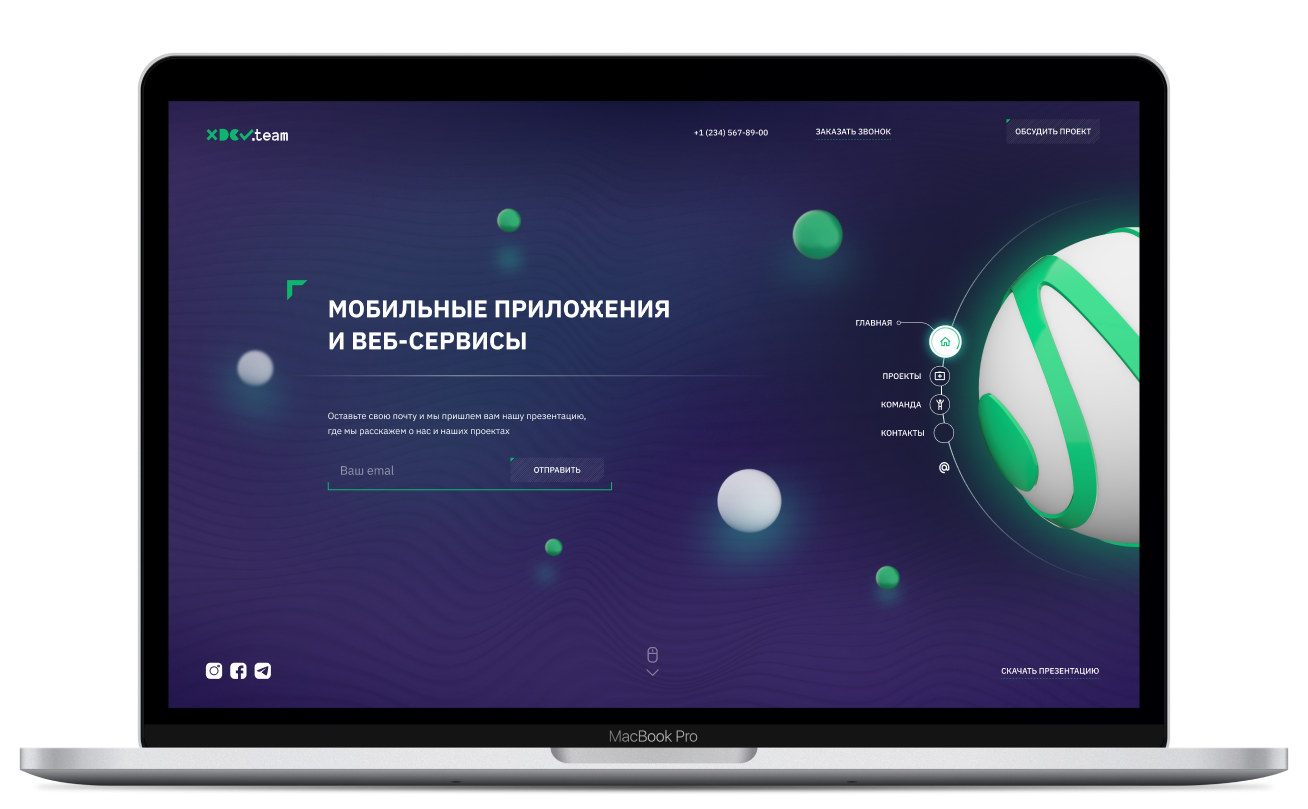 XDEV.team
+1 (234) 567-89-00
ЗАКАЗАТЬ ЗВОНОК
ОБСУДИТЬ ПРОЕКТ
МОБИЛЬНЫЕ ПРИЛОЖЕНИЯ
И ВЕБ-СЕРВИСЫ
Оставьте свою почту и мы пришлем вам нашу презентацию,
где мы расскажем о нас и наших проектах
Ваш emal
ОТПРАВИТЬ
ГЛАВНАЯ
ПРОЕКТЫ
КОМАНДА
КОНТАКТЫ
@
СКАЧАТЬ ПРЕЗЕНТАЦИЮ
MacBook Pro